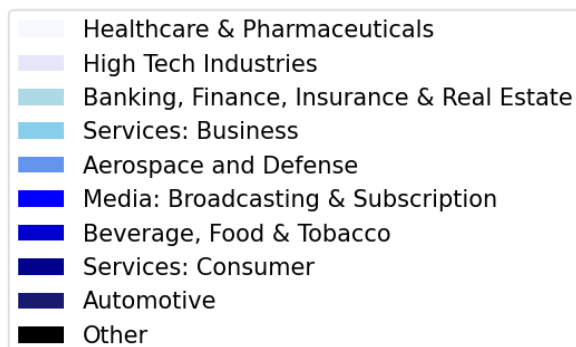 Healthcare & Pharmaceuticals
High Tech Industries
Banking, Finance, Insurance & Real Estate
Services: Business
Aerospace and Defense
Media: Broadcasting & Subscription
Beverage, Food & Tobacco
Services: Consumer
Automotive
Other